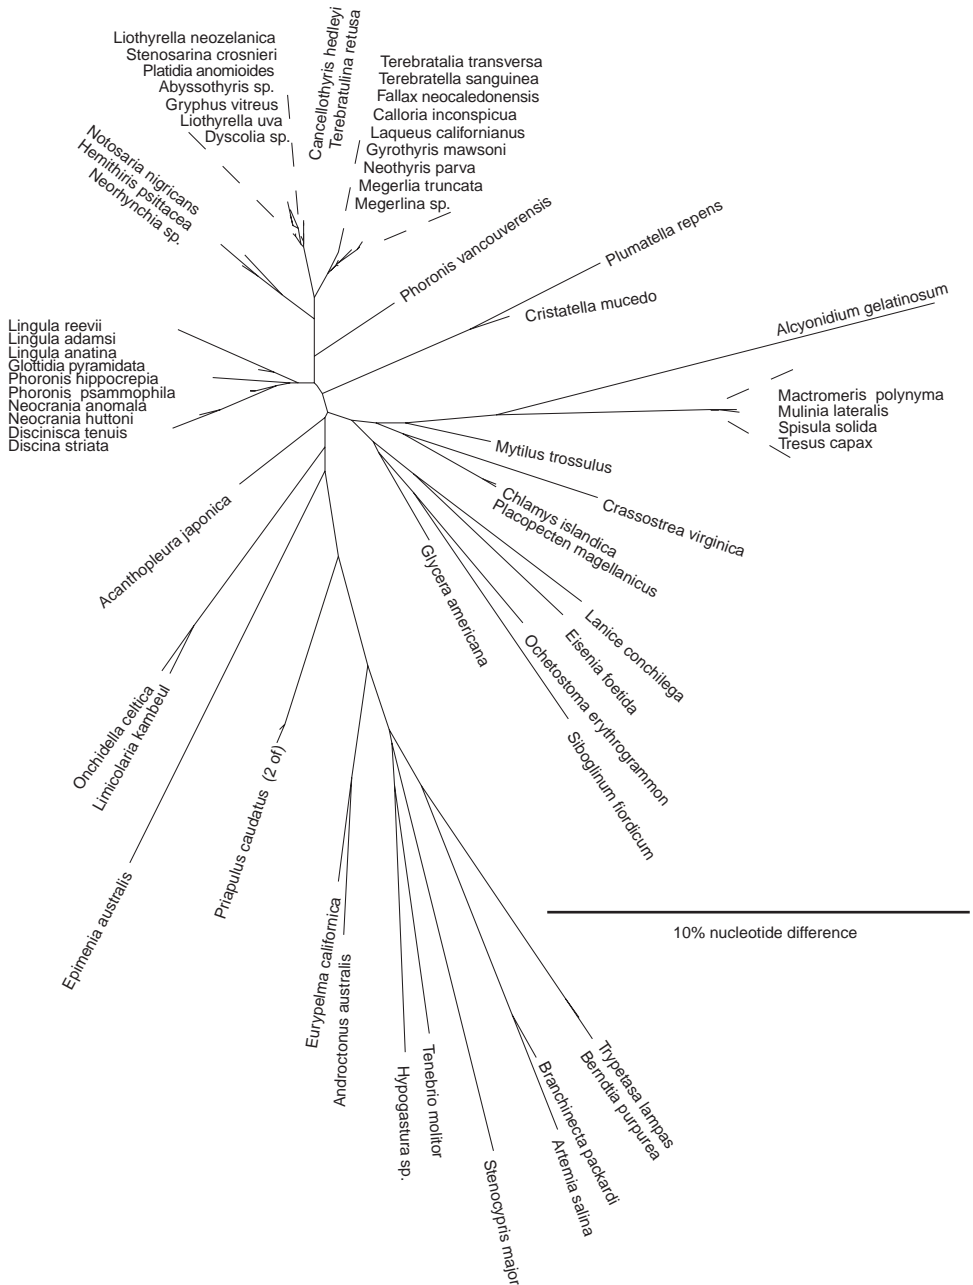 Liothyrella neozelanica
Stenosarina crosnieri
Platidia anomioides
Abyssothyris sp.
Gryphus vitreus
Liothyrella uva
Dyscolia sp.
Cancellothyris hedleyi
Terebratulina retusa
Terebratalia transversa
Terebratella sanguinea
Fallax neocaledonensis
Calloria inconspicua
Laqueus californianus
Gyrothyris mawsoni
Neothyris parva
Megerlia truncata
Megerlina sp.
Notosaria nigricans
Hemithiris psittacea
Neorhynchia sp.
Phoronis vancouverensis
Plumatella repens
Cristatella mucedo
Alcyonidium gelatinosum
Lingula reevii
Lingula adamsi
Lingula anatina
Glottidia pyramidata
Phoronis hippocrepia
Phoronis psammophila
Neocrania anomala
Neocrania huttoni
Discinisca tenuis
Discina striata
Mactromeris polynyma
Mulinia lateralis
Spisula solida
Tresus capax
Mytilus trossulus
Crassostrea virginica
Chlamys islandica
Placopecten magellanicus
Glycera americana
Lanice conchilega
Eisenia foetida
Ochetostoma erythrogrammon
Siboglinum fiordicum
Acanthopleura japonica
Onchidella celtica
Limicolaria kambeul
Epimenia australis
Priapulus caudatus (2 of)
Eurypelma californica
Androctonus australis
Hypogastura sp.
Tenebrio molitor
Stenocypris major
Branchinecta packardi
Artemia salina
Trypetasa lampas
Berndtia purpurea
10% nucleotide difference